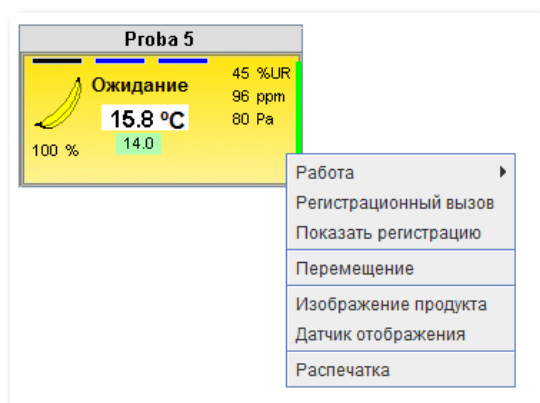 Proba 5
Ожидание
45 %UR
96 ppm
15.8 ºC
80 Pa
14.0
100 %
Работа
Регистрационный вызов
Показать регистрацию
Перемещение
Изображение продукта
Датчик отображения
Распечатка